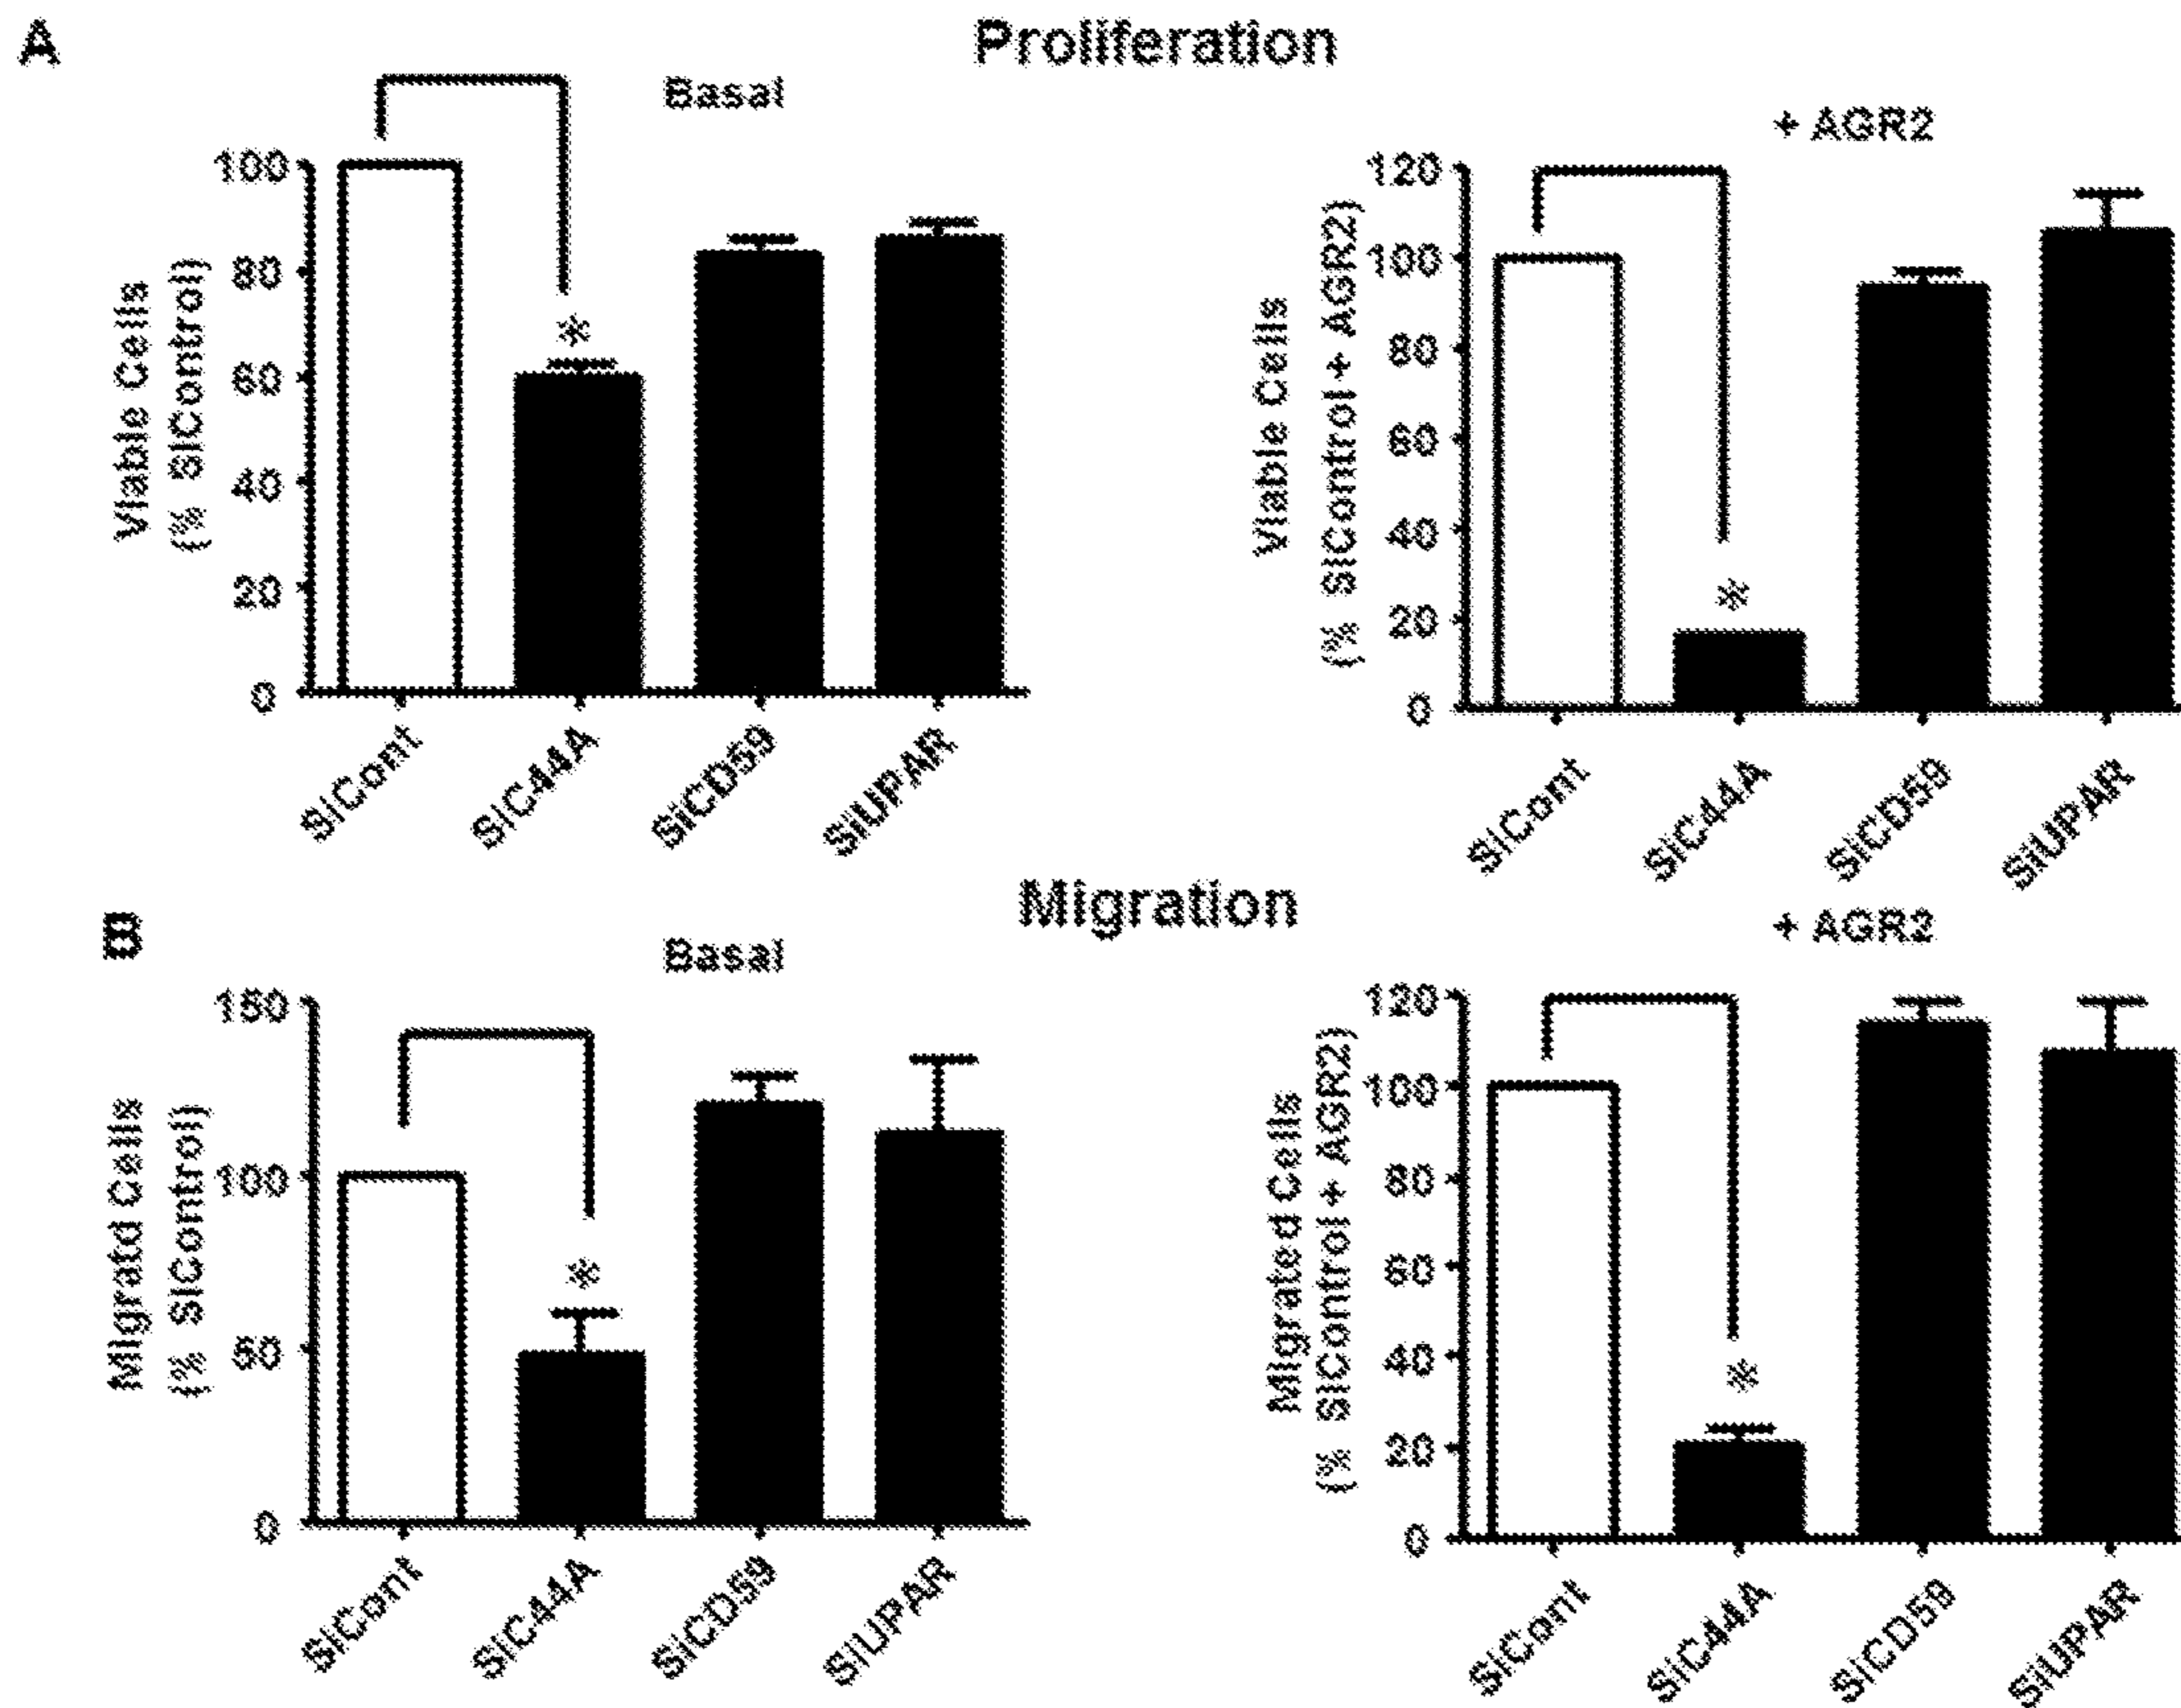 A
Proliferation
Basal
Viable Cells
(% SiControl)
100
80
60
40
20
0
SiCont
SiC44A
SiCD59
SiUPAR
+ AGR2
Viable Cells
(% SiControl + AGR2)
120
100
80
60
40
20
0
SiCont
SiC44A
SiCD59
SiUPAR
*
*
B
Migration
Basal
Migratd Cells
(% SiControl)
150
100
50
0
SiCont
SiC44A
SiCD59
SiUPAR
+ AGR2
Migrated Cells
(% SiControl + AGR2)
120
100
80
60
40
20
0
SiCont
SiC44A
SiCD59
SiUPAR
*
*